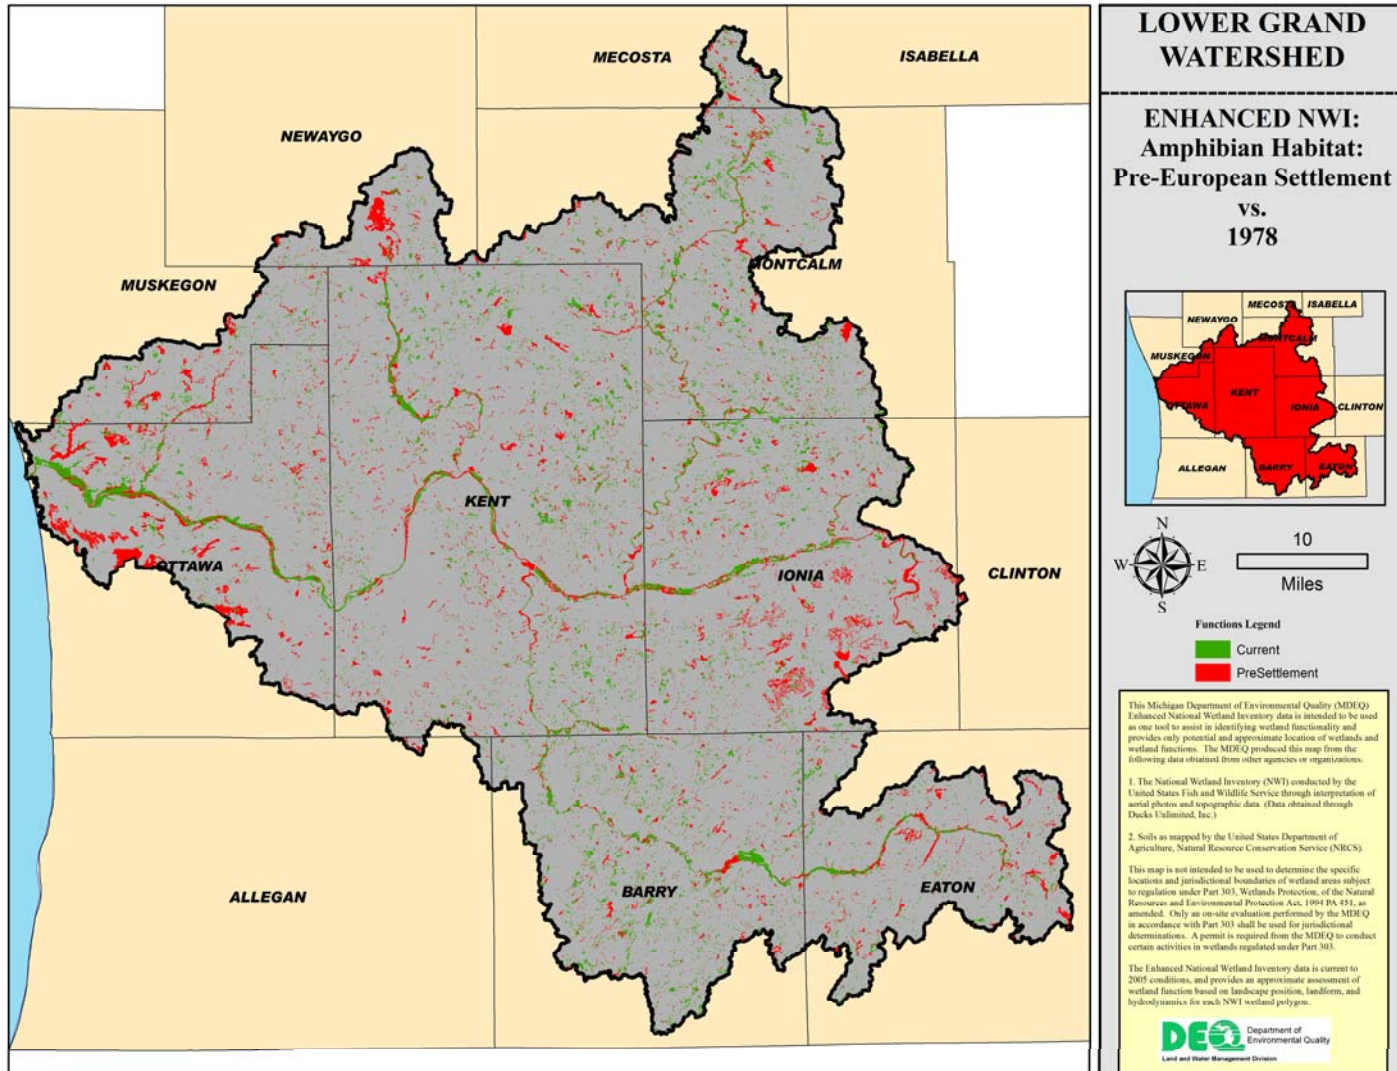 MECOSTA
ISABELLA
NEWAYGO
MUSKEGON
MONTCALM
KENT
OTTAWA
IONIA
CLINTON
ALLEGAN
BARRY
EATON
LOWER GRAND
WATERSHED
ENHANCED NWI:
Amphibian Habitat:
Pre-European Settlement
vs.
1978
MECOSTA
ISABELLA
NEWAYGO
MONTCALM
MUSKEGON
KENT
OTTAWA
IONIA
CLINTON
ALLEGAN
BARRY
EATON
N
W
E
S
10
Miles
Functions Legend
Current
PreSettlement
This Michigan Department of Environmental Quality (MDEQ)
Enhanced National Wetland Inventory data is intended to be used
as one tool to assist in identifying wetland functionality and
provides only potential and approximate location of wetlands and
wetland functions. The MDEQ produced this map from the
following data obtained from other agencies or organizations:
1. The National Wetland Inventory (NWI) conducted by the
United States Fish and Wildlife Service through interpretation of
aerial photos and topographic data. (Data obtained through
Ducks Unlimited, Inc.)
2. Soils as mapped by the United States Department of
Agriculture, Natural Resource Conservation Service (NRCS).
This map is not intended to be used to determine the specific
locations and jurisdictional boundaries of wetland areas subject
to regulation under Part 303, Wetlands Protection, of the Natural
Resources and Environmental Protection Act, 1994 PA 451, as
amended. Only an on-site evaluation performed by the MDEQ
in accordance with Part 303 shall be used for jurisdictional
determinations. A permit is required from the MDEQ to conduct
certain activities in wetlands regulated under Part 303.
The Enhanced National Wetland Inventory data is current to
2005 conditions, and provides an approximate assessment of
wetland function based on landscape position, landform, and
hydrodynamics for each NWI wetland polygon.
DEQ
Department of
Environmental Quality
Land and Water Management Division